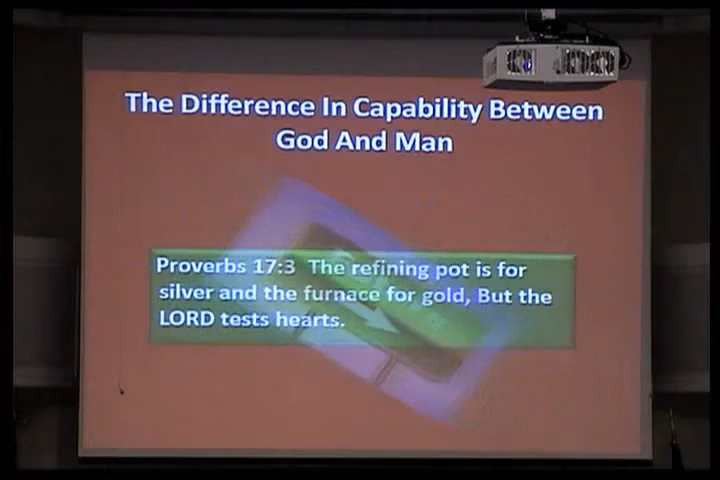 The Difference In Capability Between
God And Man
Proverbs 17:3 The refining pot is for
silver and the furnace for gold, But the
LORD tests hearts.